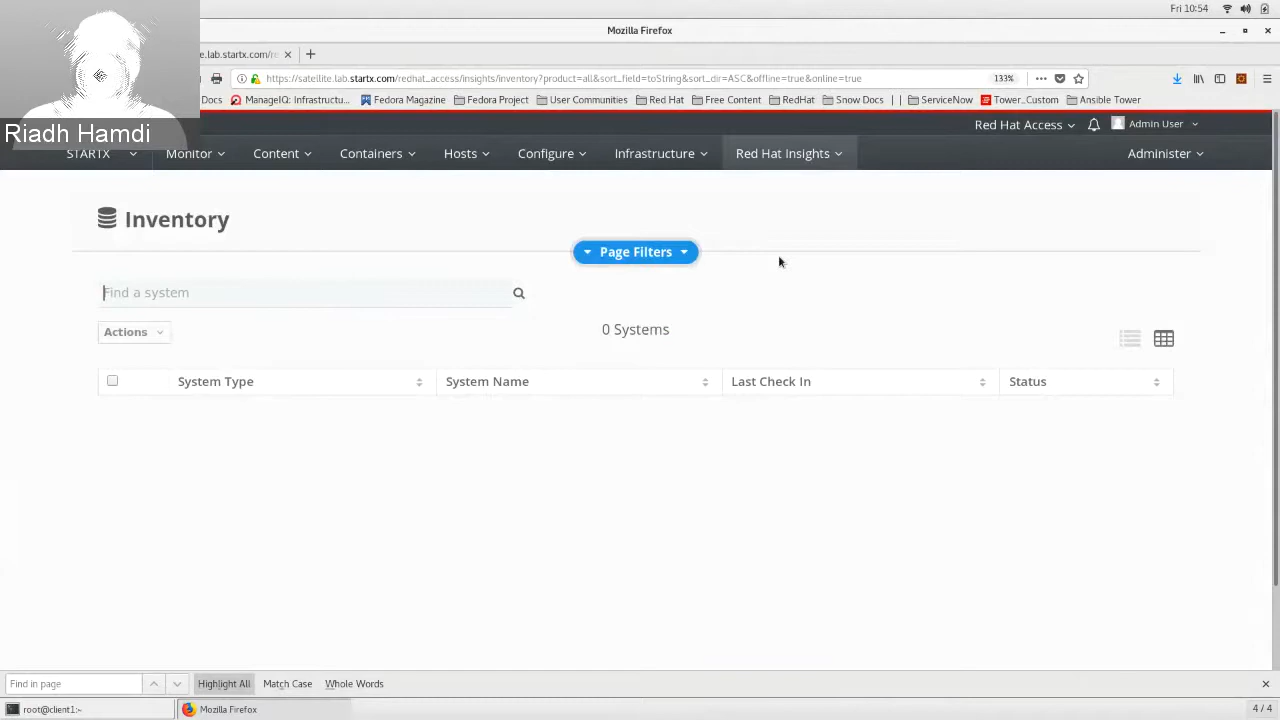 Fri 10:54
Mozilla Firefox
e.lab.startx.com/re
https://satellite.lab.startx.com/redhat_access/insights/inventory?product=all&sort_field=toString&sort_dir=ASC&offline=true&online=true
133%
Docs ManageIQ: Infrastructu... Fedora Magazine Fedora Project User Communities Red Hat Free Content RedHat Snow Docs | | ServiceNow Tower_Custom Ansible Tower
Riadh Hamdi
Red Hat Access Admin User
STARTX Monitor Content Containers Hosts Configure Infrastructure Red Hat Insights Administer
Inventory
Page Filters
Find a system
Actions
0 Systems
System Type System Name Last Check In Status
Find in page Highlight All Match Case Whole Words
root@client1:~ Mozilla Firefox 4 / 4